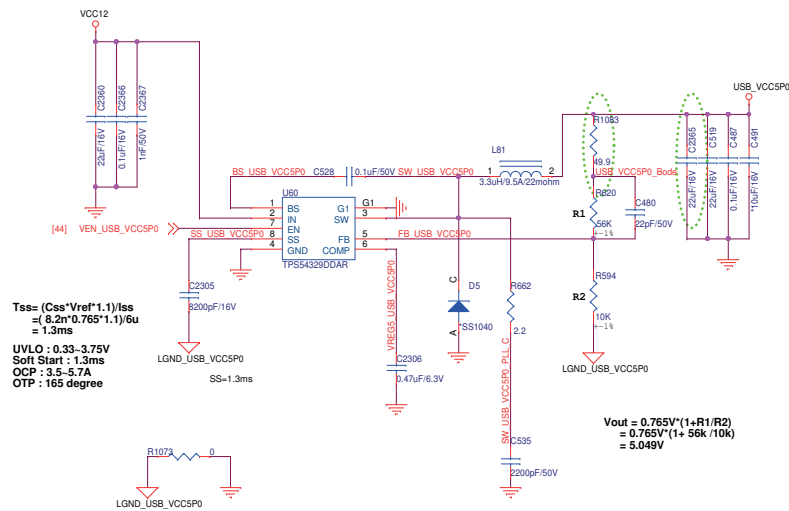 VCC12
USB_VCC5P0
C2360
22uF/16V
C2366
0.1uF/16V
C2367
1nF/50V
R1083
49.9
C2365
22uF/16V
C519
22uF/16V
C487
0.1uF/16V
C491
*10uF/16V
L81
1
2
3.3uH/9.5A/22mohm
BS_USB_VCC5P0
C528
0.1uF/50V
SW_USB_VCC5P0
USB_VCC5P0_Bode
U60
1
BS
2
IN
7
EN
8
SS
4
GND
G1
G1
SW
3
FB
5
COMP
6
TPS54329DDAR
R1
R620
56K
+-1%
C480
22pF/50V
[44]
VEN_USB_VCC5P0
SS_USB_VCC5P0
FB_USB_VCC5P0
C2305
8200pF/16V
LGND_USB_VCC5P0
VREG5_USB_VCC5P0
C2306
0.47uF/6.3V
C
D5
*SS1040
A
R662
2.2
SW_USB_VCC5P0_PLL_C
C535
2200pF/50V
R2
R594
10K
+-1%
LGND_USB_VCC5P0
Tss= (Css*Vref*1.1)/Iss
=( 8.2n*0.765*1.1)/6u
= 1.3ms
UVLO : 0.33~3.75V
Soft Start : 1.3ms
OCP : 3.5~5.7A
OTP : 165 degree
SS=1.3ms
Vout = 0.765V*(1+R1/R2)
= 0.765V*(1+ 56k /10k)
= 5.049V
R1073
0
LGND_USB_VCC5P0